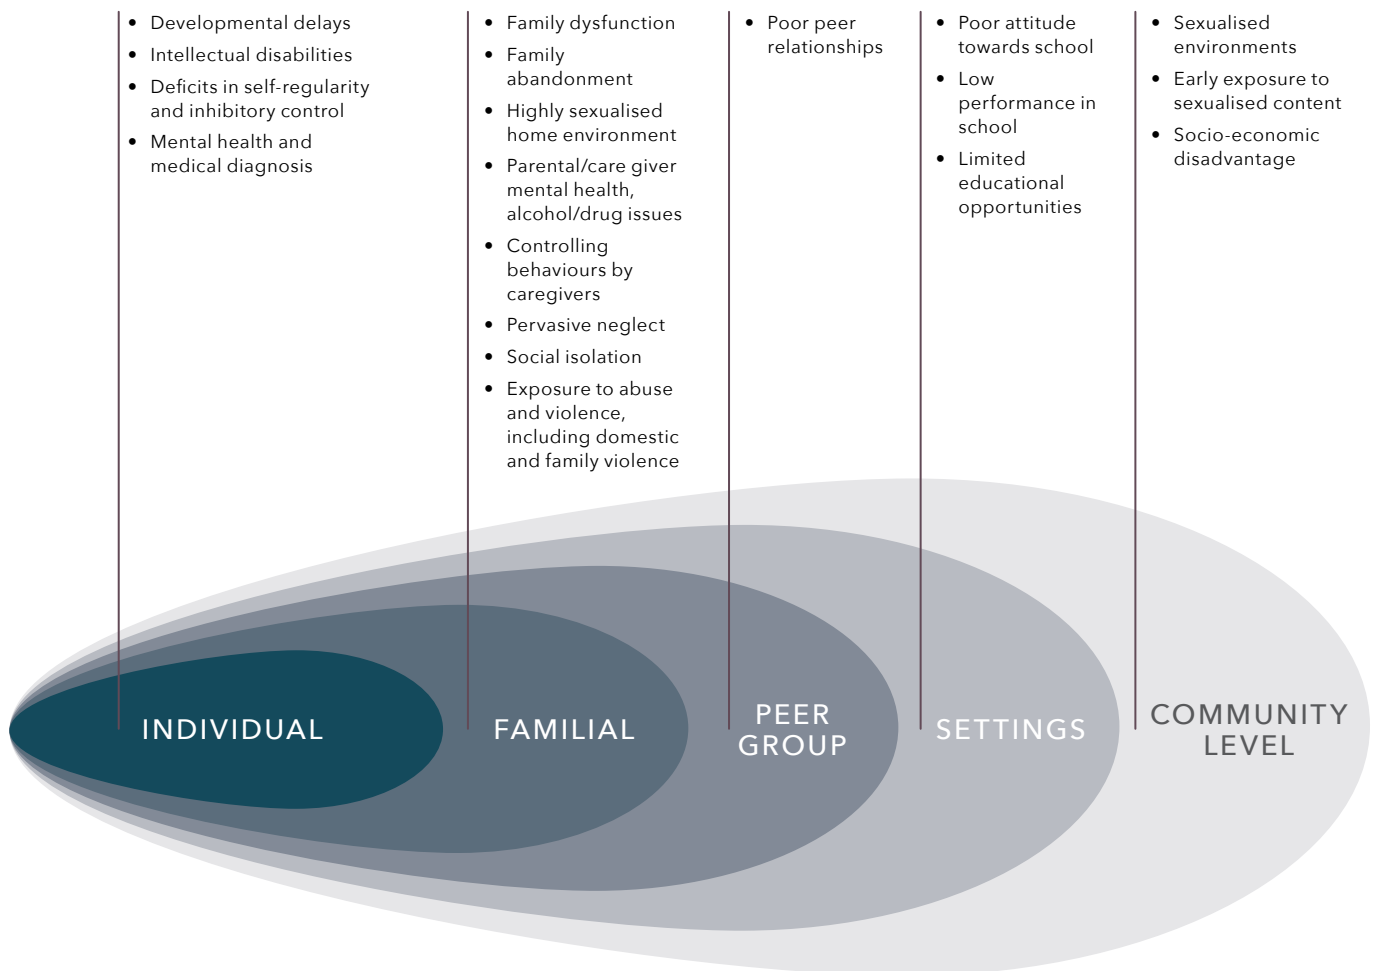 • Developmental delays
• Intellectual disabilities
• Deficits in self-regularity
and inhibitory control
• Mental health and
medical diagnosis
• Family dysfunction
• Family
abandonment
• Highly sexualised
home environment
• Parental/care giver
mental health,
alcohol/drug issues
• Controlling
behaviours by
caregivers
• Pervasive neglect
• Social isolation
• Exposure to abuse
and violence,
including domestic
and family violence
• Poor peer
relationships
• Poor attitude
towards school
• Low
performance in
school
• Limited
educational
opportunities
• Sexualised
environments
• Early exposure to
sexualised content
• Socio-economic
disadvantage
INDIVIDUAL
FAMILIAL
PEER
GROUP
SETTINGS
COMMUNITY
LEVEL